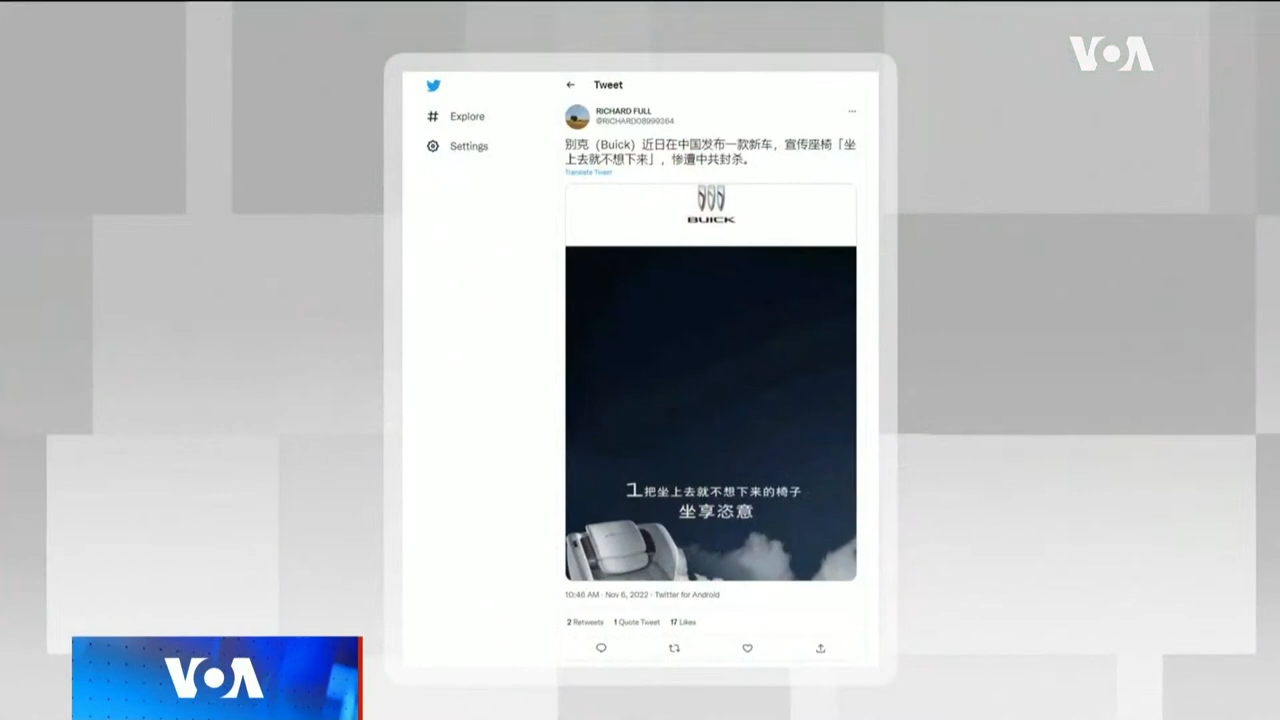 VOA
Tweet
Explore
Settings
RICHARD FULL
@RICHARD08999364
别克（Buick）近日在中国发布一款新车，宣传座椅「坐
上去就不想下来」，惨遭中共封杀。
Translate Tweet
BUICK
1把坐上去就不想下来的椅子
坐享恣意
10:46 AM · Nov 6, 2022 · Twitter for Android
2 Retweets 1 Quote Tweet 17 Likes
VOA